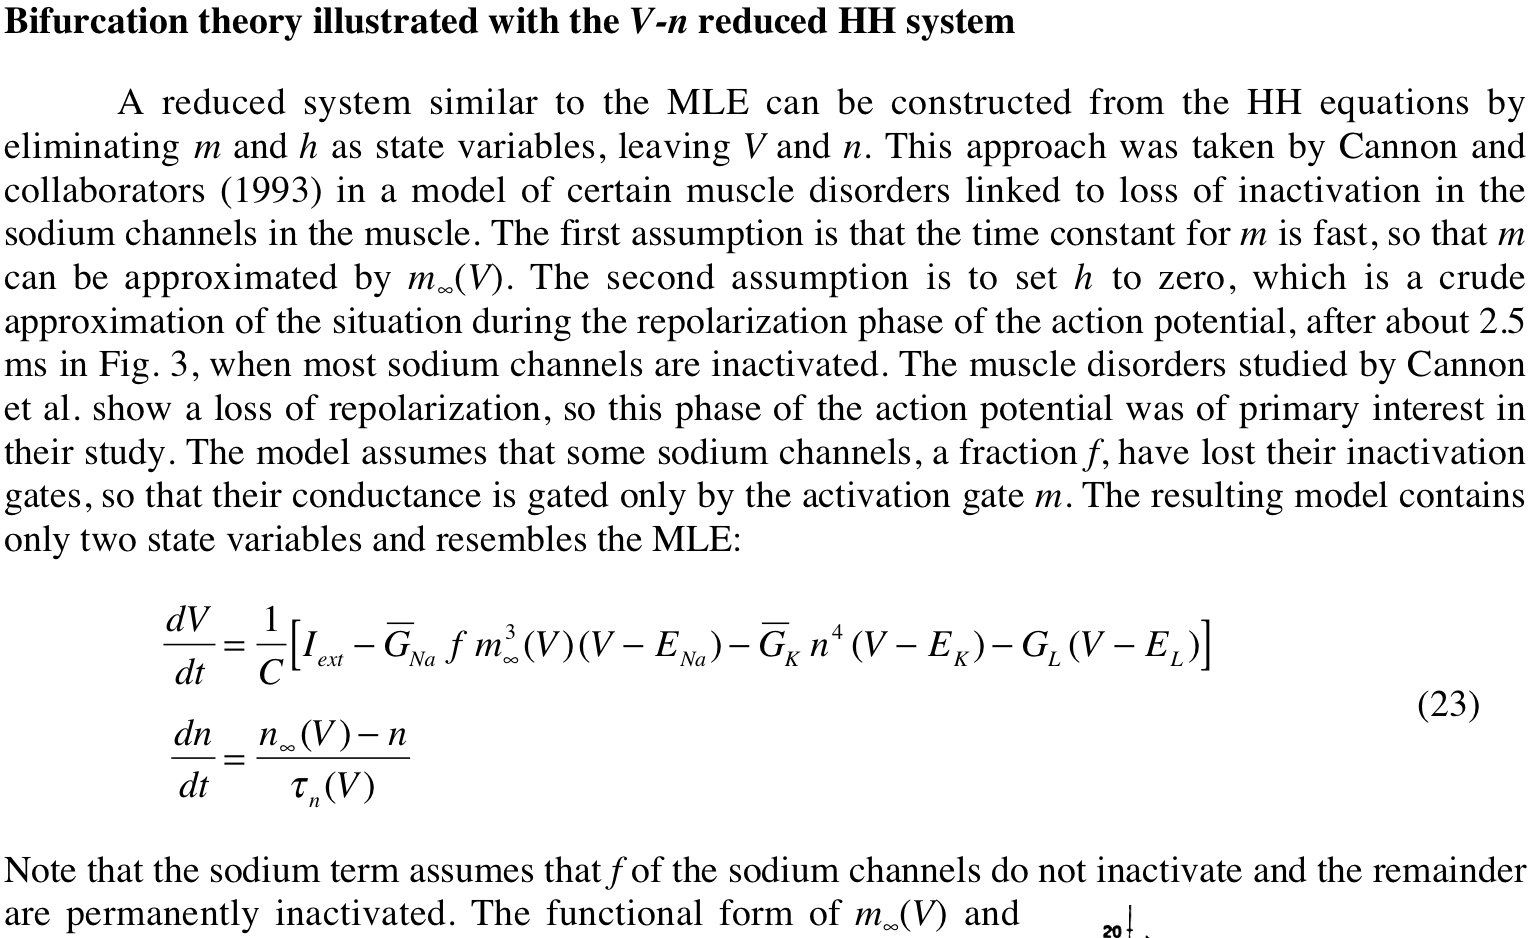 Bifurcation theory illustrated with the V-n reduced HH system
A reduced system similar to the MLE can be constructed from the HH equations by
eliminating m and h as state variables, leaving V and n. This approach was taken by Cannon and
collaborators (1993) in a model of certain muscle disorders linked to loss of inactivation in the
sodium channels in the muscle. The first assumption is that the time constant for m is fast, so that m
can be approximated by m∞(V). The second assumption is to set h to zero, which is a crude
approximation of the situation during the repolarization phase of the action potential, after about 2.5
ms in Fig. 3, when most sodium channels are inactivated. The muscle disorders studied by Cannon
et al. show a loss of repolarization, so this phase of the action potential was of primary interest in
their study. The model assumes that some sodium channels, a fraction f, have lost their inactivation
gates, so that their conductance is gated only by the activation gate m. The resulting model contains
only two state variables and resembles the MLE:
dV/dt = 1/C [I_ext − G̅_Na f m∞³(V)(V − E_Na) − G̅_K n⁴ (V − E_K) − G_L (V − E_L)]
(23)
dn/dt = (n∞(V) − n)/τ_n(V)
Note that the sodium term assumes that f of the sodium channels do not inactivate and the remainder
are permanently inactivated. The functional form of m∞(V) and
20